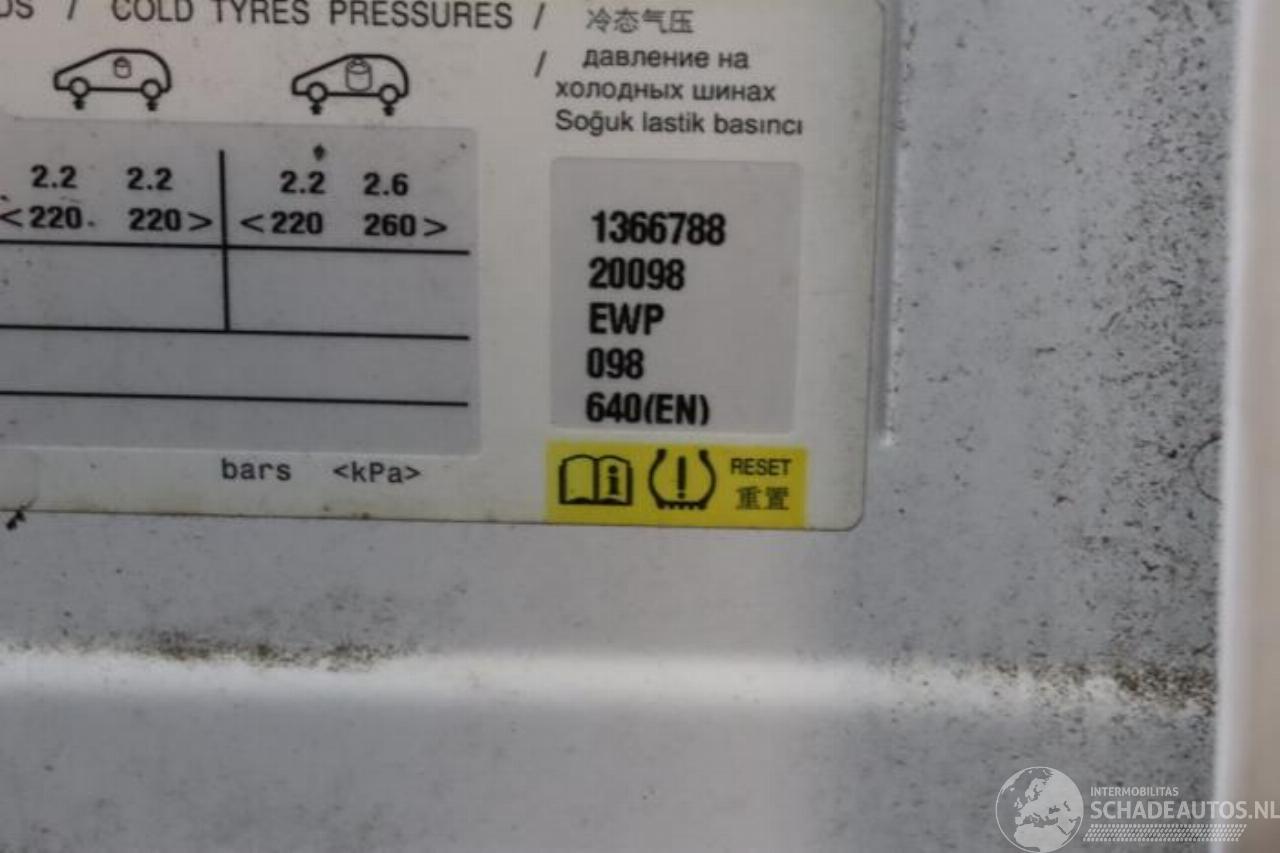 DS / COLD TYRES PRESSURES / 冷态气压
/ давление на
холодных шинах
Soğuk lastik basıncı
2.2 2.2 2.2 2.6
<220 220> <220 260>
1366788
20098
EWP
098
640(EN)
bars <kPa>
RESET
重置
INTERMOBILITAS
SCHADEAUTOS.NL